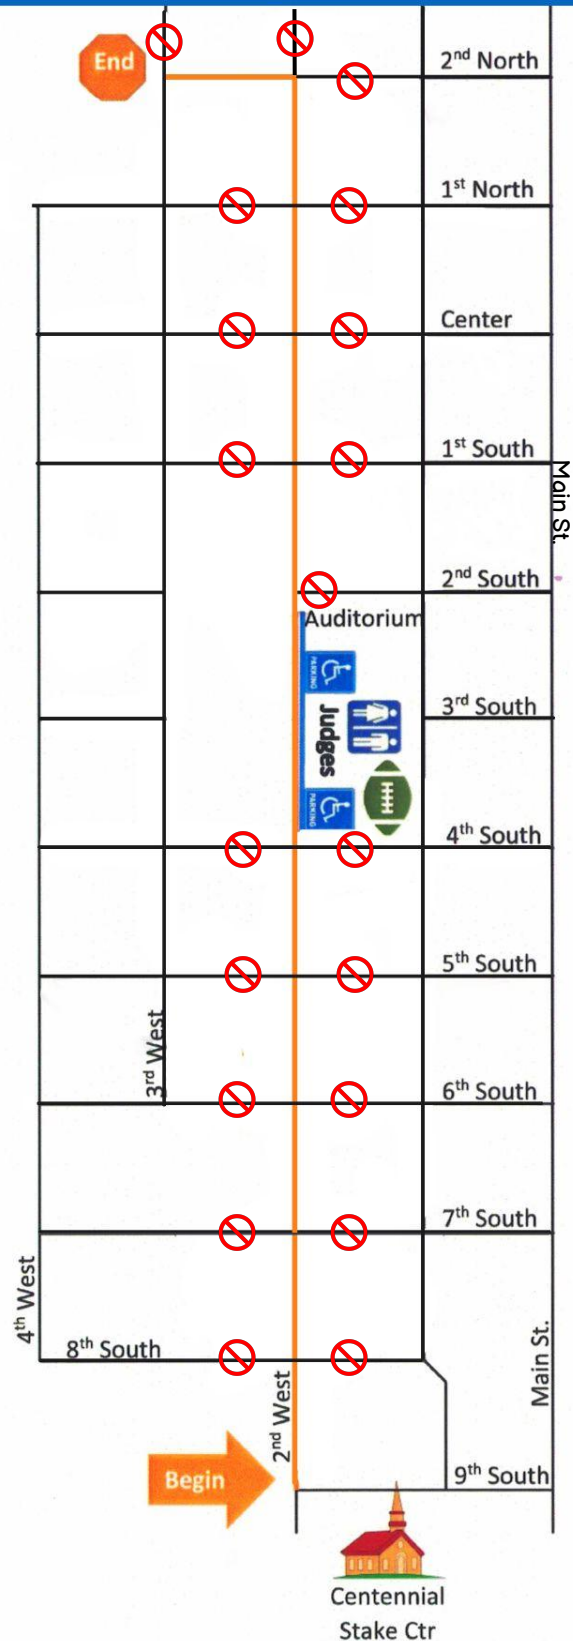 End
2nd North
1st North
Center
1st South
Main St.
2nd South
Auditorium
PARKING
3rd South
Judges
PARKING
4th South
5th South
3rd West
6th South
7th South
4th West
8th South
Main St.
2nd West
Begin
9th South
Centennial
Stake Ctr